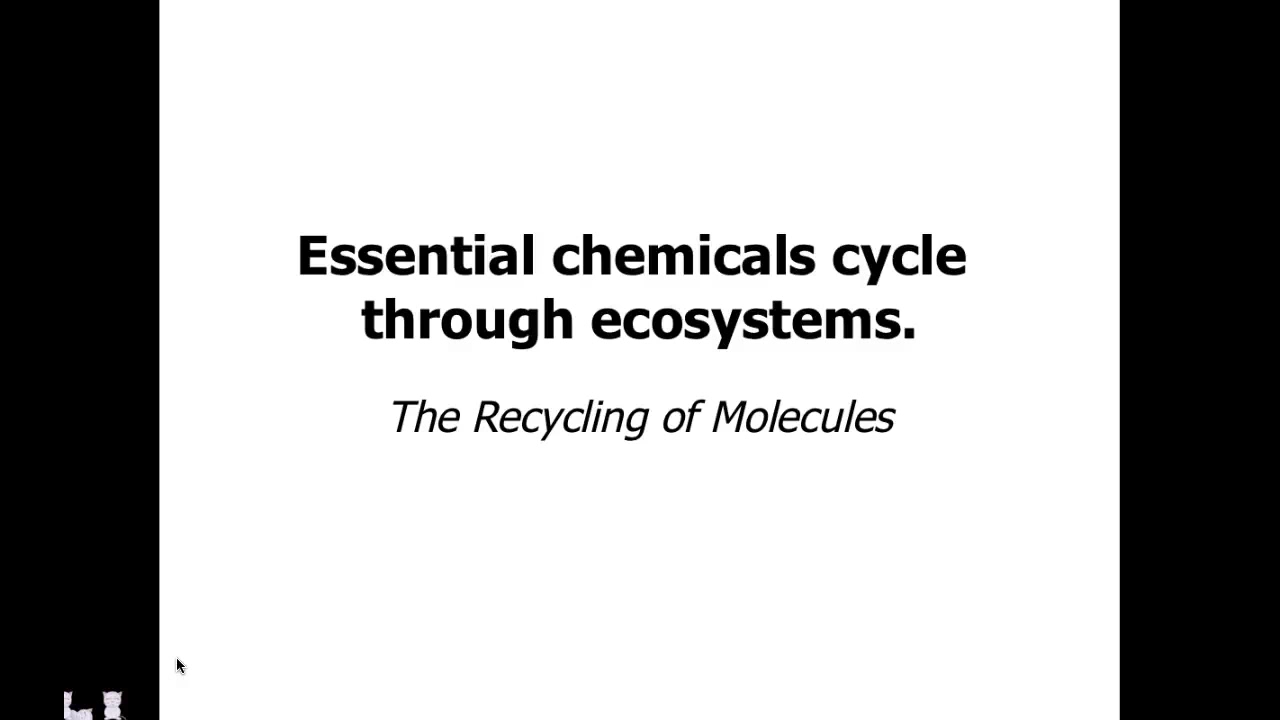 Essential chemicals cycle
through ecosystems.
The Recycling of Molecules